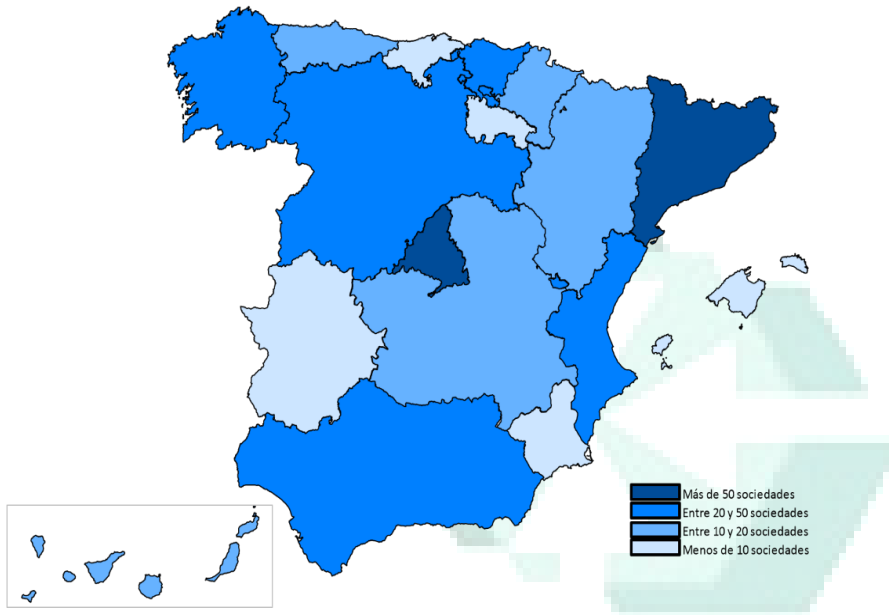 Más de 50 sociedades
Entre 20 y 50 sociedades
Entre 10 y 20 sociedades
Menos de 10 sociedades